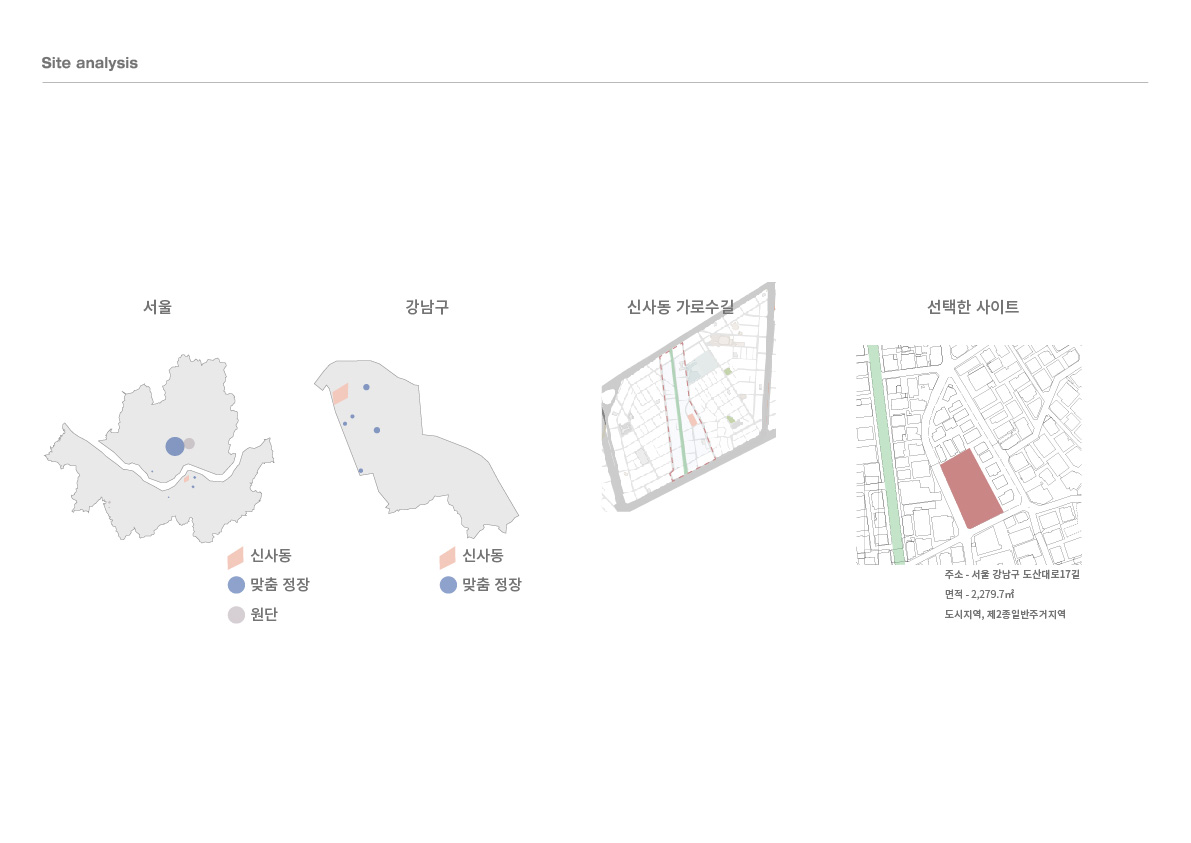 Site analysis
서울
강남구
신사동 가로수길
선택한 사이트
신사동
맞춤 정장
원단
신사동
맞춤 정장
주소 - 서울 강남구 도산대로17길
면적 - 2,279.7㎡
도시지역, 제2종일반주거지역